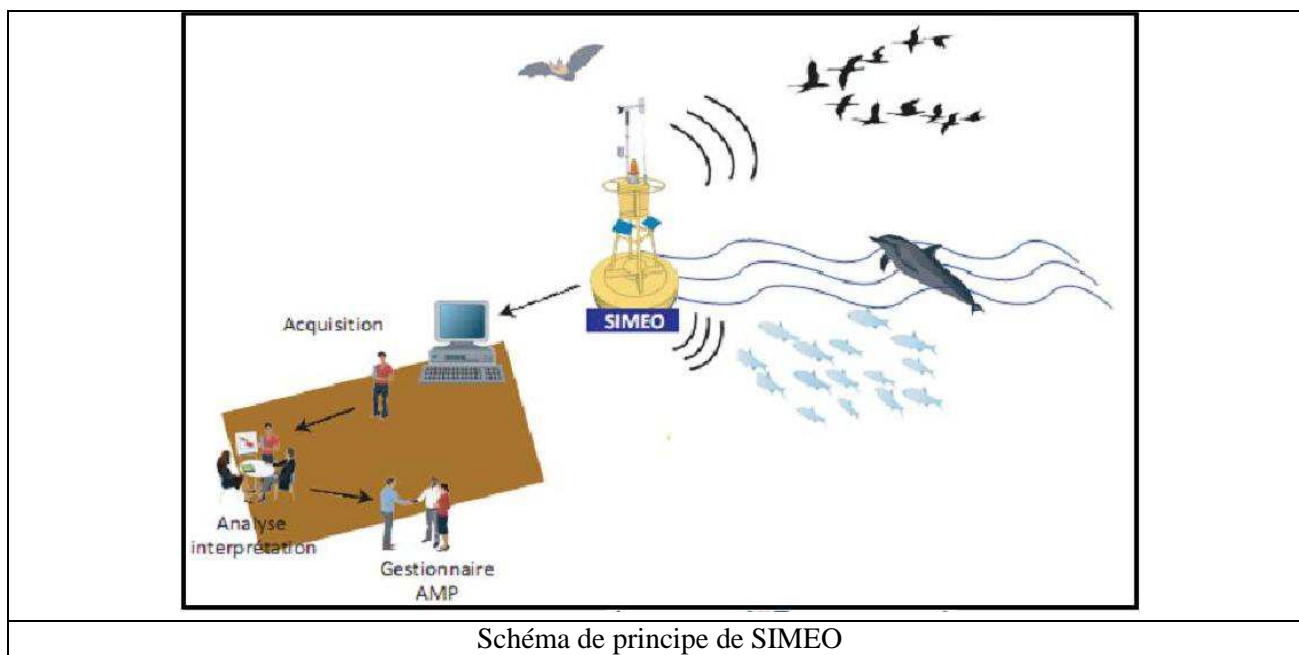 SIMEO
Acquisition
Analyse
interprétation
Gestionnaire
AMP
Schéma de principe de SIMEO